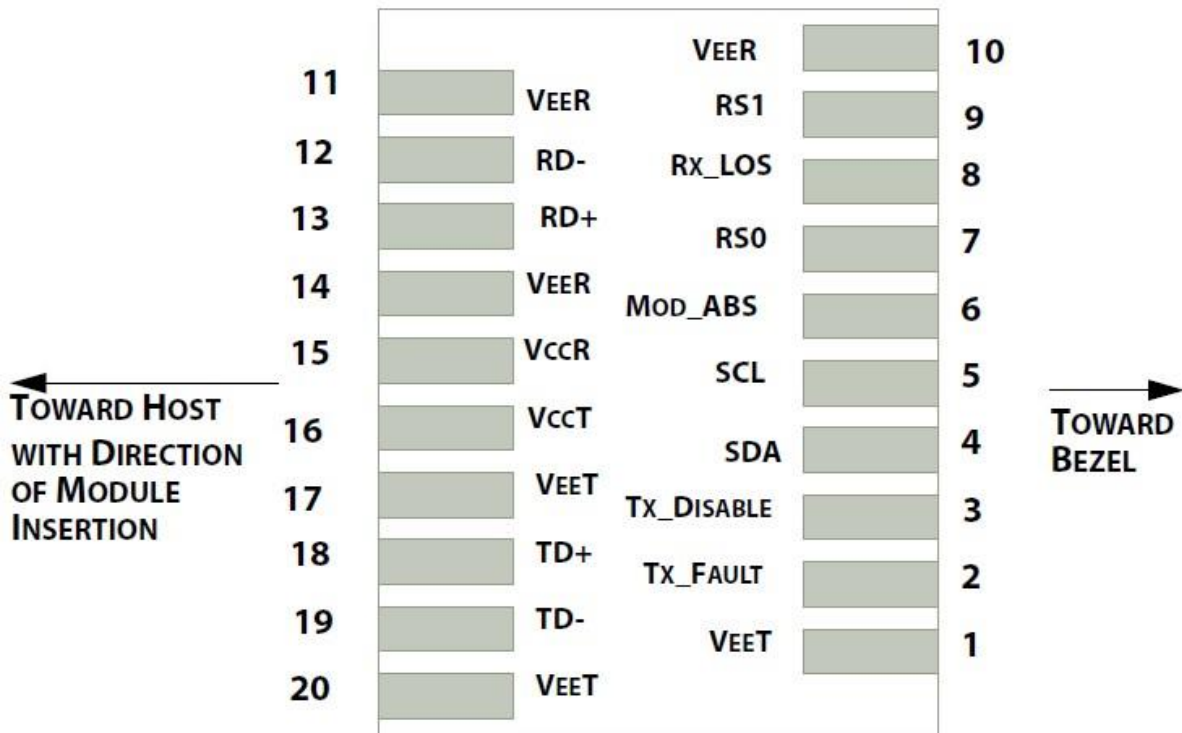 VEER 10
11 VEER
RS1 9
12 RD-
RX_LOS 8
13 RD+
RS0 7
14 VEER
MOD_ABS 6
15 VCCR
SCL 5
TOWARD HOST
WITH DIRECTION
OF MODULE
INSERTION
TOWARD
BEZEL
16 VCCT
SDA 4
17 VEET
TX_DISABLE 3
18 TD+
TX_FAULT 2
19 TD-
VEET 1
20 VEET